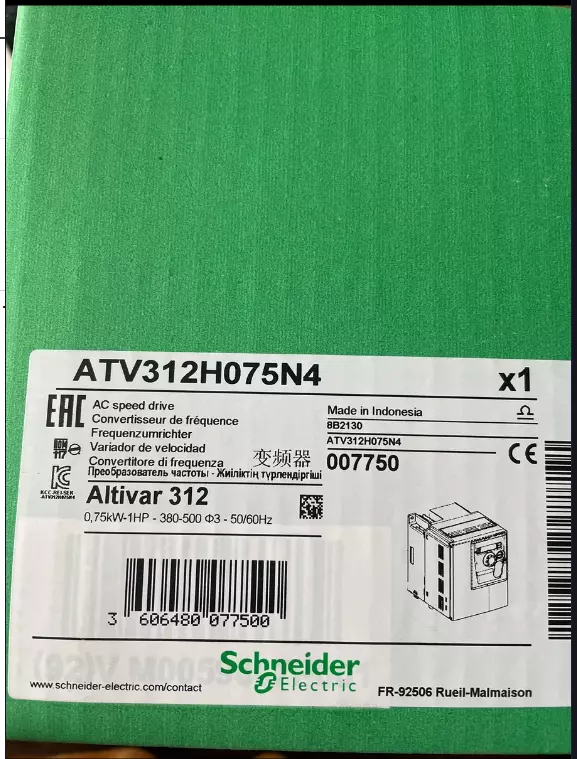 ATV312H075N4
x1
EAC
AC speed drive
Convertisseur de fréquence
Frequenzumrichter
Variador de velocidad
Convertitore di frequenza
变频器
Преобразователь частоты - Жиіліктің түрлендіргіші
Made in Indonesia
8B2130
ATV312H075N4
007750
CE
Altivar 312
0,75kW-1HP - 380-500 Φ3 - 50/60Hz
3 606480 077500
Schneider
Electric
www.schneider-electric.com/contact
FR-92506 Rueil-Malmaison